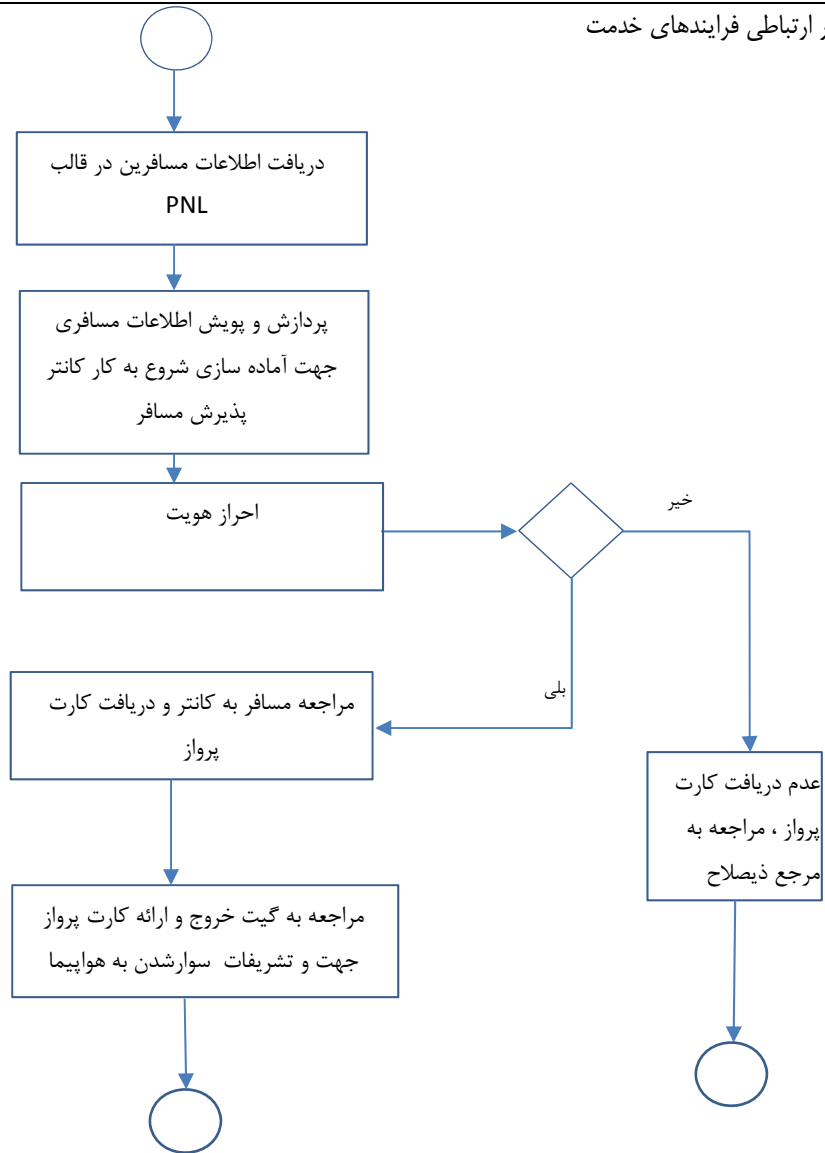 ر ارتباطی فرایندهای خدمت
دریافت اطلاعات مسافرین در قالب
PNL
پردازش و پویش اطلاعات مسافری
جهت آماده سازی شروع به کار کانتر
پذیرش مسافر
احراز هویت
خیر
بلی
مراجعه مسافر به کانتر و دریافت کارت
پرواز
عدم دریافت کارت
پرواز ، مراجعه به
مرجع ذیصلاح
مراجعه به گیت خروج و ارائه کارت پرواز
جهت و تشریفات سوارشدن به هواپیما